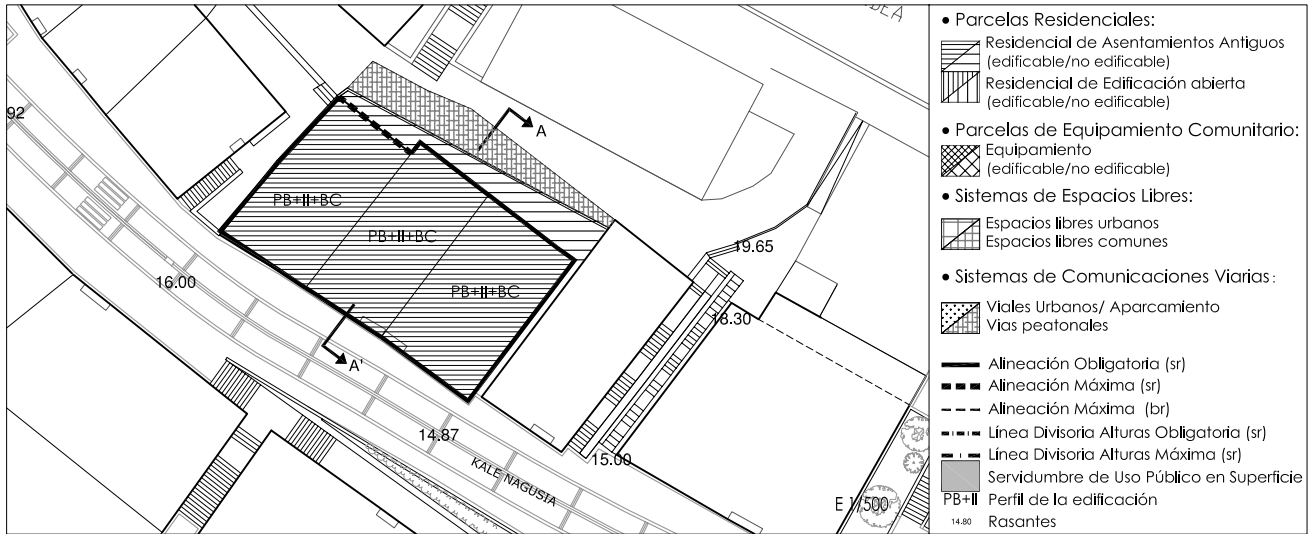 DEA
92
A
PB+II+BC
PB+II+BC
PB+II+BC
16.00
19.65
18.30
A'
14.87
KALE NAGUSIA
15.00
E 1/500
• Parcelas Residenciales:
Residencial de Asentamientos Antiguos
(edificable/no edificable)
Residencial de Edificación abierta
(edificable/no edificable)
• Parcelas de Equipamiento Comunitario:
Equipamiento
(edificable/no edificable)
• Sistemas de Espacios Libres:
Espacios libres urbanos
Espacios libres comunes
• Sistemas de Comunicaciones Viarias:
Viales Urbanos/ Aparcamiento
Vias peatonales
Alineación Obligatoria (sr)
Alineación Máxima (sr)
Alineación Máxima (br)
Línea Divisoria Alturas Obligatoria (sr)
Línea Divisoria Alturas Máxima (sr)
Servidumbre de Uso Público en Superficie
PB+II Perfil de la edificación
14.80 Rasantes